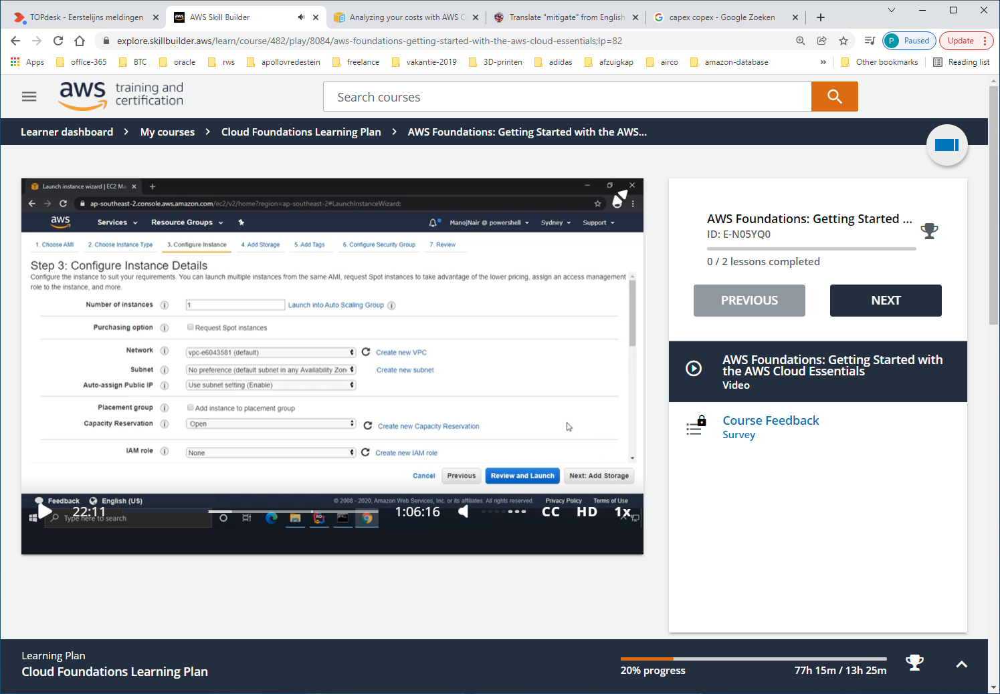 TOPdesk - Eerstelijns meldingen
AWS Skill Builder
Analyzing your costs with AWS C
Translate "mitigate" from English
capex copex - Google Zoeken
explore.skillbuilder.aws/learn/course/482/play/8084/aws-foundations-getting-started-with-the-aws-cloud-essentials;lp=82
P Paused
Update
Apps
office-365
BTC
oracle
rws
apollovredestein
freelance
vakantie-2019
3D-printen
adidas
afzuigkap
airco
amazon-database
»
Other bookmarks
Reading list
aws training and certification
Search courses
Learner dashboard > My courses > Cloud Foundations Learning Plan > AWS Foundations: Getting Started with the AWS...
Launch instance wizard | EC2 Ma
ap-southeast-2.console.aws.amazon.com/ec2/v2/home?region=ap-southeast-2#LaunchInstanceWizard:
aws
Services
Resource Groups
ManojNair @ powershell
Sydney
Support
1. Choose AMI
2. Choose Instance Type
3. Configure Instance
4. Add Storage
5. Add Tags
6. Configure Security Group
7. Review
Step 3: Configure Instance Details
Configure the instance to suit your requirements. You can launch multiple instances from the same AMI, request Spot instances to take advantage of the lower pricing, assign an access management
role to the instance, and more.
Number of instances
1
Launch into Auto Scaling Group
Purchasing option
Request Spot instances
Network
vpc-e6043581 (default)
Create new VPC
Subnet
No preference (default subnet in any Availability Zon
Create new subnet
Auto-assign Public IP
Use subnet setting (Enable)
Placement group
Add instance to placement group
Capacity Reservation
Open
Create new Capacity Reservation
IAM role
None
Create new IAM role
Cancel
Previous
Review and Launch
Next: Add Storage
Feedback
English (US)
© 2008 - 2020, Amazon Web Services, Inc. or its affiliates. All rights reserved.
Privacy Policy
Terms of Use
Type here to search
22:11
1:06:16
CC
HD
1x
AWS Foundations: Getting Started ...
ID: E-N05YQ0
0 / 2 lessons completed
PREVIOUS
NEXT
AWS Foundations: Getting Started with
the AWS Cloud Essentials
Video
Course Feedback
Survey
Learning Plan
Cloud Foundations Learning Plan
20% progress
77h 15m / 13h 25m